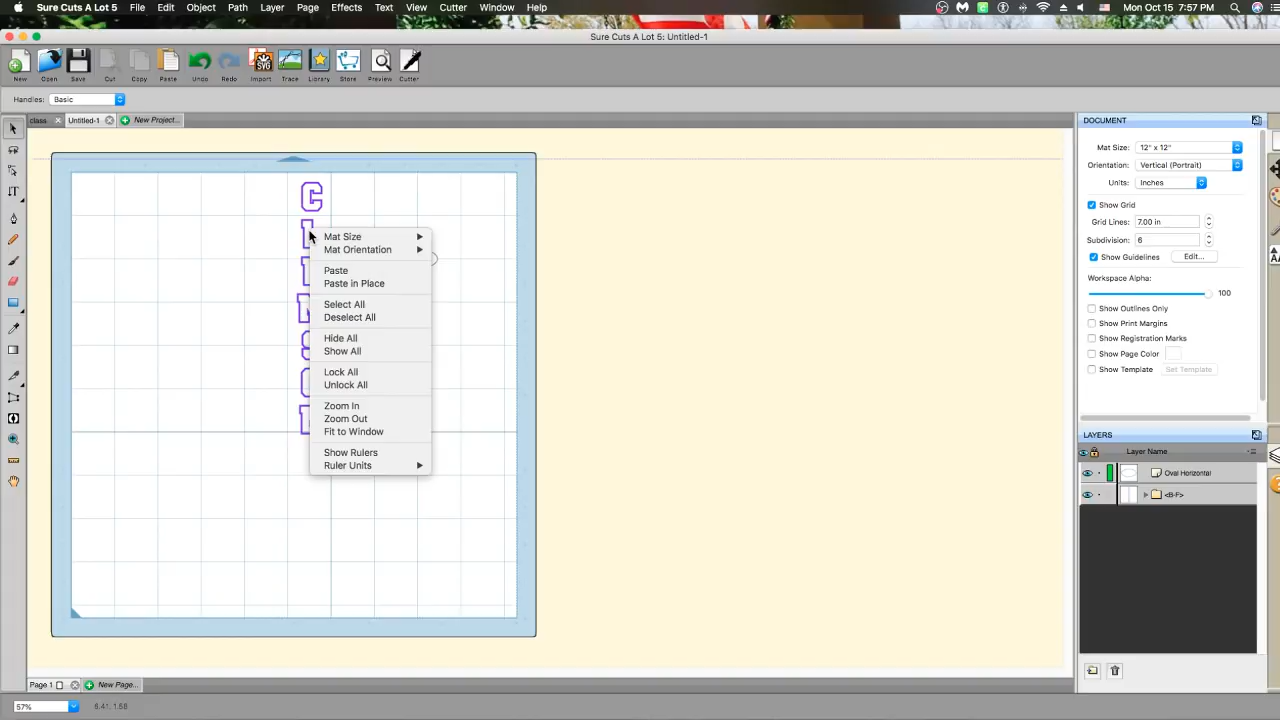 Sure Cuts A Lot 5 File Edit Object Path Layer Page Effects Text View Cutter Window Help Mon Oct 15 7:57 PM
Sure Cuts A Lot 5: Untitled-1
New Open Save Cut Copy Paste Undo Redo Import Trace Library Store Preview Cutter
SVG
Handles: Basic
class Untitled-1 New Project...
DOCUMENT
Mat Size: 12" x 12"
Orientation: Vertical (Portrait)
Units: Inches
Show Grid
Grid Lines: 7.00 in
Subdivision: 6
Show Guidelines Edit...
Workspace Alpha:
100
Show Outlines Only
Show Print Margins
Show Registration Marks
Show Page Color
Show Template Set Template
C
Mat Size
Mat Orientation
Paste
Paste in Place
Select All
Deselect All
Hide All
Show All
Lock All
Unlock All
Zoom In
Zoom Out
Fit to Window
Show Rulers
Ruler Units
LAYERS
Layer Name
Oval Horizontal
<B-F>
Page 1 New Page...
57% 6.41, 1.58